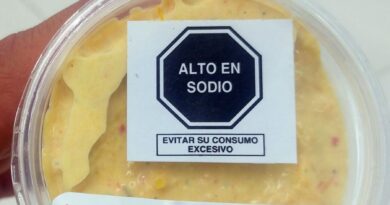 ALTO EN
SODIO
EVITAR SU CONSUMO
EXCESIVO